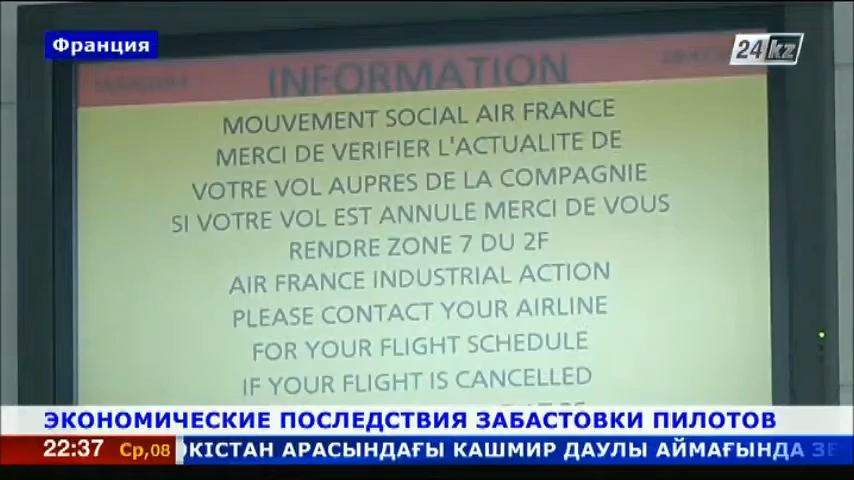 Франция
24kz
INFORMATION
MOUVEMENT SOCIAL AIR FRANCE
MERCI DE VERIFIER L'ACTUALITE DE
VOTRE VOL AUPRES DE LA COMPAGNIE
SI VOTRE VOL EST ANNULE MERCI DE VOUS
RENDRE ZONE 7 DU 2F
AIR FRANCE INDUSTRIAL ACTION
PLEASE CONTACT YOUR AIRLINE
FOR YOUR FLIGHT SCHEDULE
IF YOUR FLIGHT IS CANCELLED
ЭКОНОМИЧЕСКИЕ ПОСЛЕДСТВИЯ ЗАБАСТОВКИ ПИЛОТОВ
22:37 Ср,08 ӘКІСТАН АРАСЫНДАҒЫ КАШМИР ДАУЛЫ АЙМАҒЫНДА